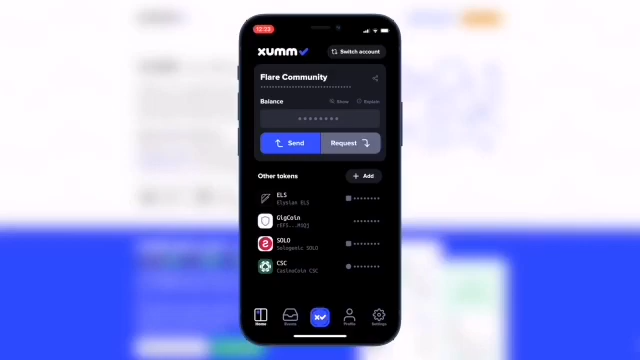 12:23
xumm
Switch account
Flare Community
Balance
Show
Explain
Send
Request
Other tokens
Add
ELS
Elysian ELS
GlgCoin
SOLO
Sologenic SOLO
CSC
CasinoCoin CSC
Home
Events
Profile
Settings